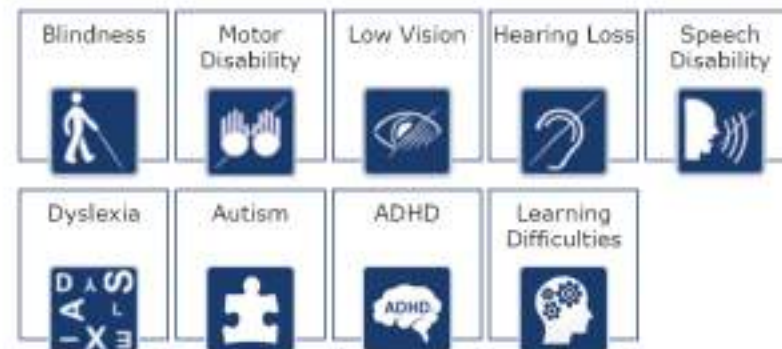 Blindness
Motor
Disability
Low Vision
Hearing Loss
Speech
Disability
Dyslexia
Autism
ADHD
Learning
Difficulties
D Y S
A L
I X E
ADHD